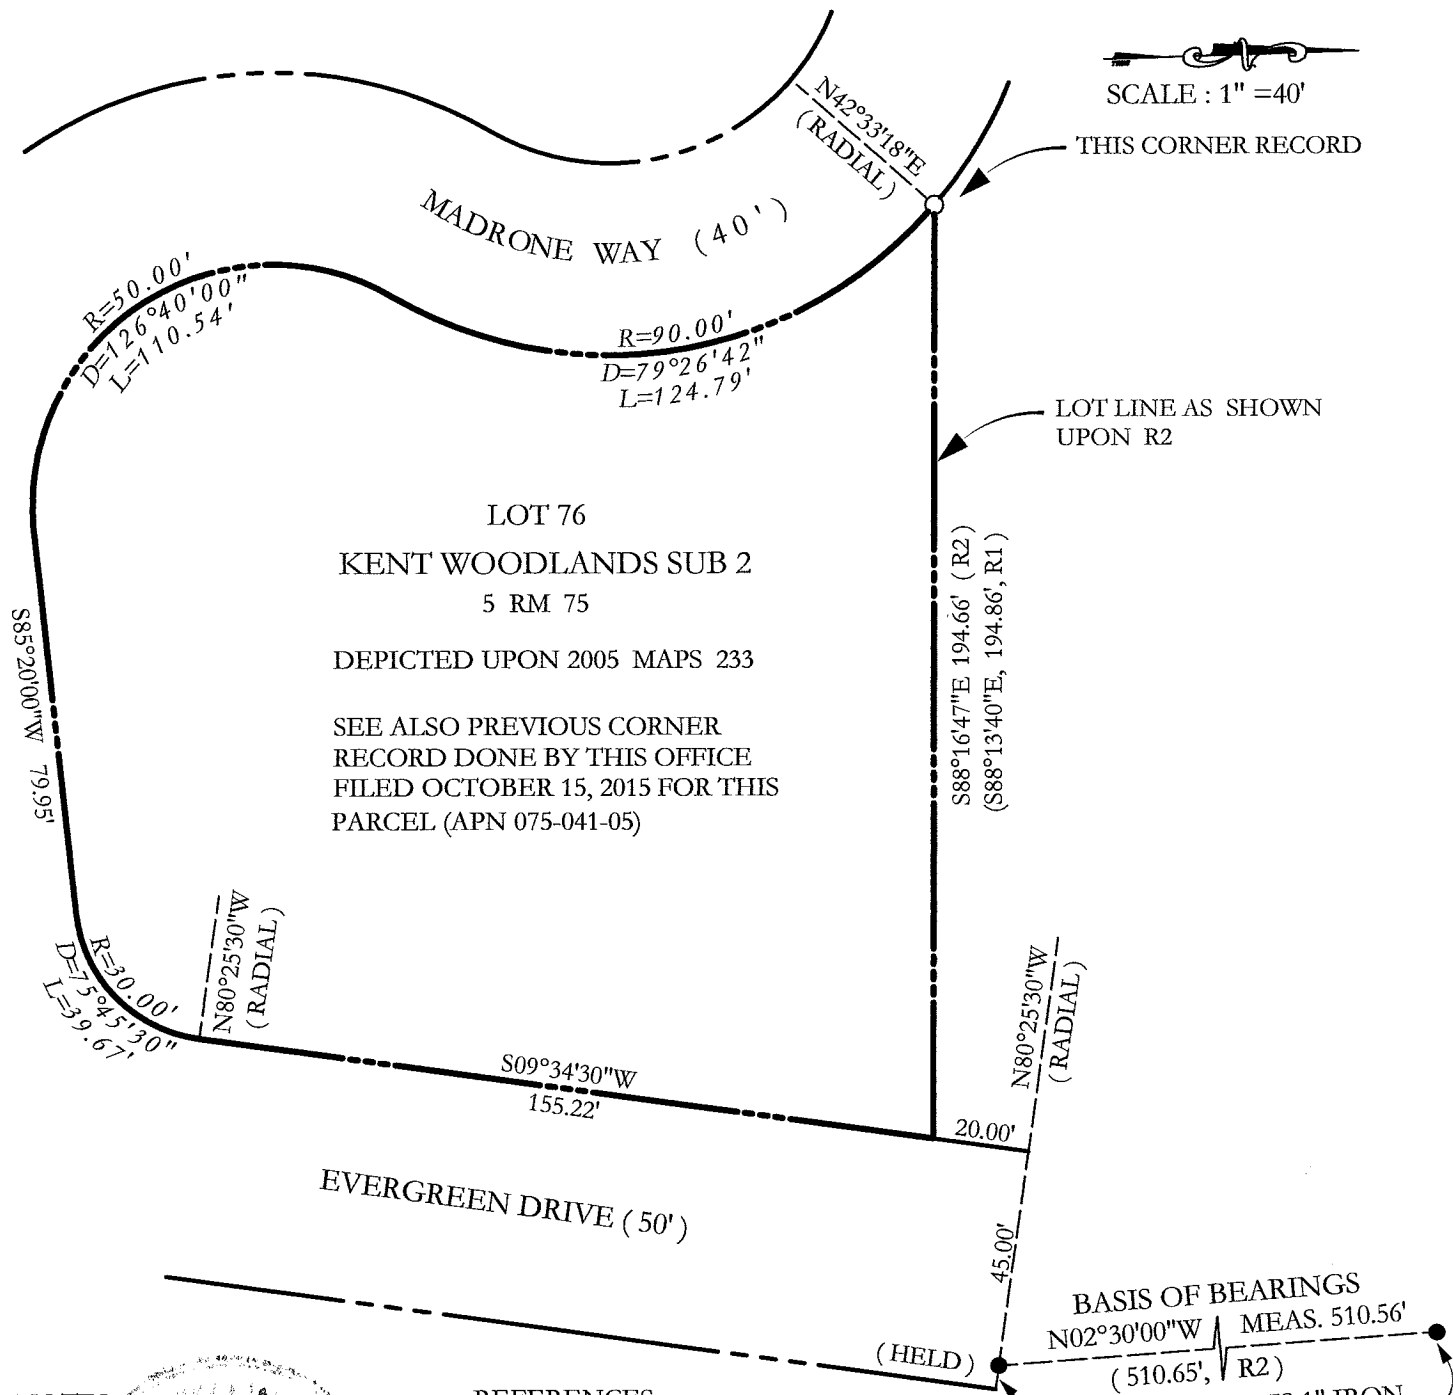 SCALE : 1" =40'
THIS CORNER RECORD
N42°33'18"E
(RADIAL)
MADRONE WAY (40')
R=50.00'
D=126°40'00"
L=110.54'
R=90.00'
D=79°26'42"
L=124.79'
LOT LINE AS SHOWN
UPON R2
LOT 76
KENT WOODLANDS SUB 2
5 RM 75
DEPICTED UPON 2005 MAPS 233
SEE ALSO PREVIOUS CORNER
RECORD DONE BY THIS OFFICE
FILED OCTOBER 15, 2015 FOR THIS
PARCEL (APN 075-041-05)
S88°16'47"E 194.66' (R2)
(S88°13'40"E, 194.86', R1)
S85°20'00"W 79.95'
R=30.00'
D=75°45'30"
L=39.67'
N80°25'30"W
(RADIAL)
N80°25'30"W
(RADIAL)
S09°34'30"W
155.22'
20.00'
EVERGREEN DRIVE (50')
45.00'
BASIS OF BEARINGS
N02°30'00"W MEAS. 510.56'
(HELD)
(510.65', R2)
REFERENCES
1" IRON